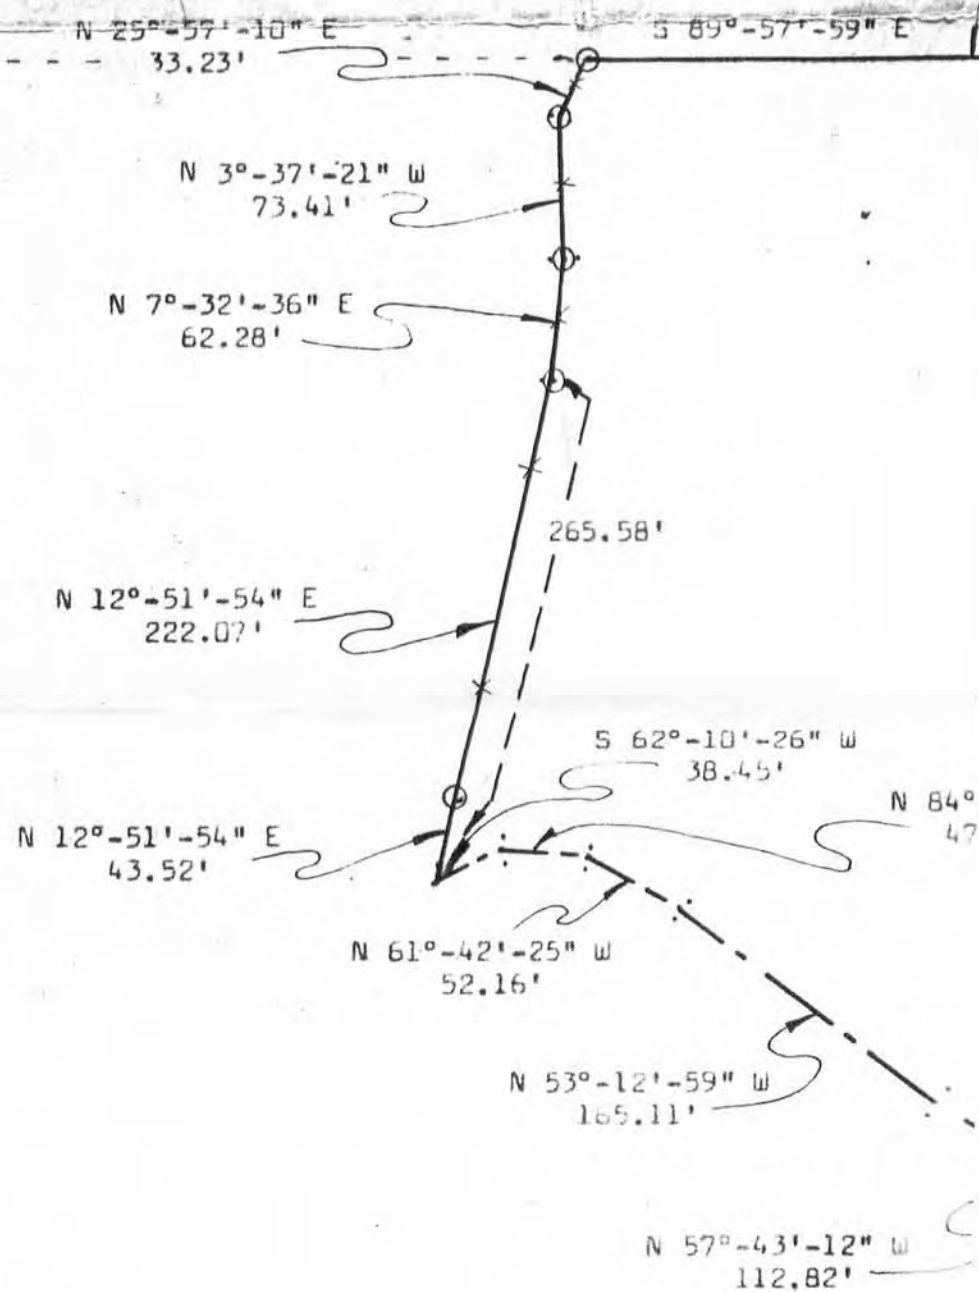 N 25°-57'-10" E
33.23'
S 89°-57'-59" E
N 3°-37'-21" W
73.41'
N 7°-32'-36" E
62.28'
265.58'
N 12°-51'-54" E
222.07'
S 62°-10'-26" W
38.45'
N 84°
47
N 12°-51'-54" E
43.52'
N 61°-42'-25" W
52.16'
N 53°-12'-59" W
165.11'
N 57°-43'-12" W
112.82'